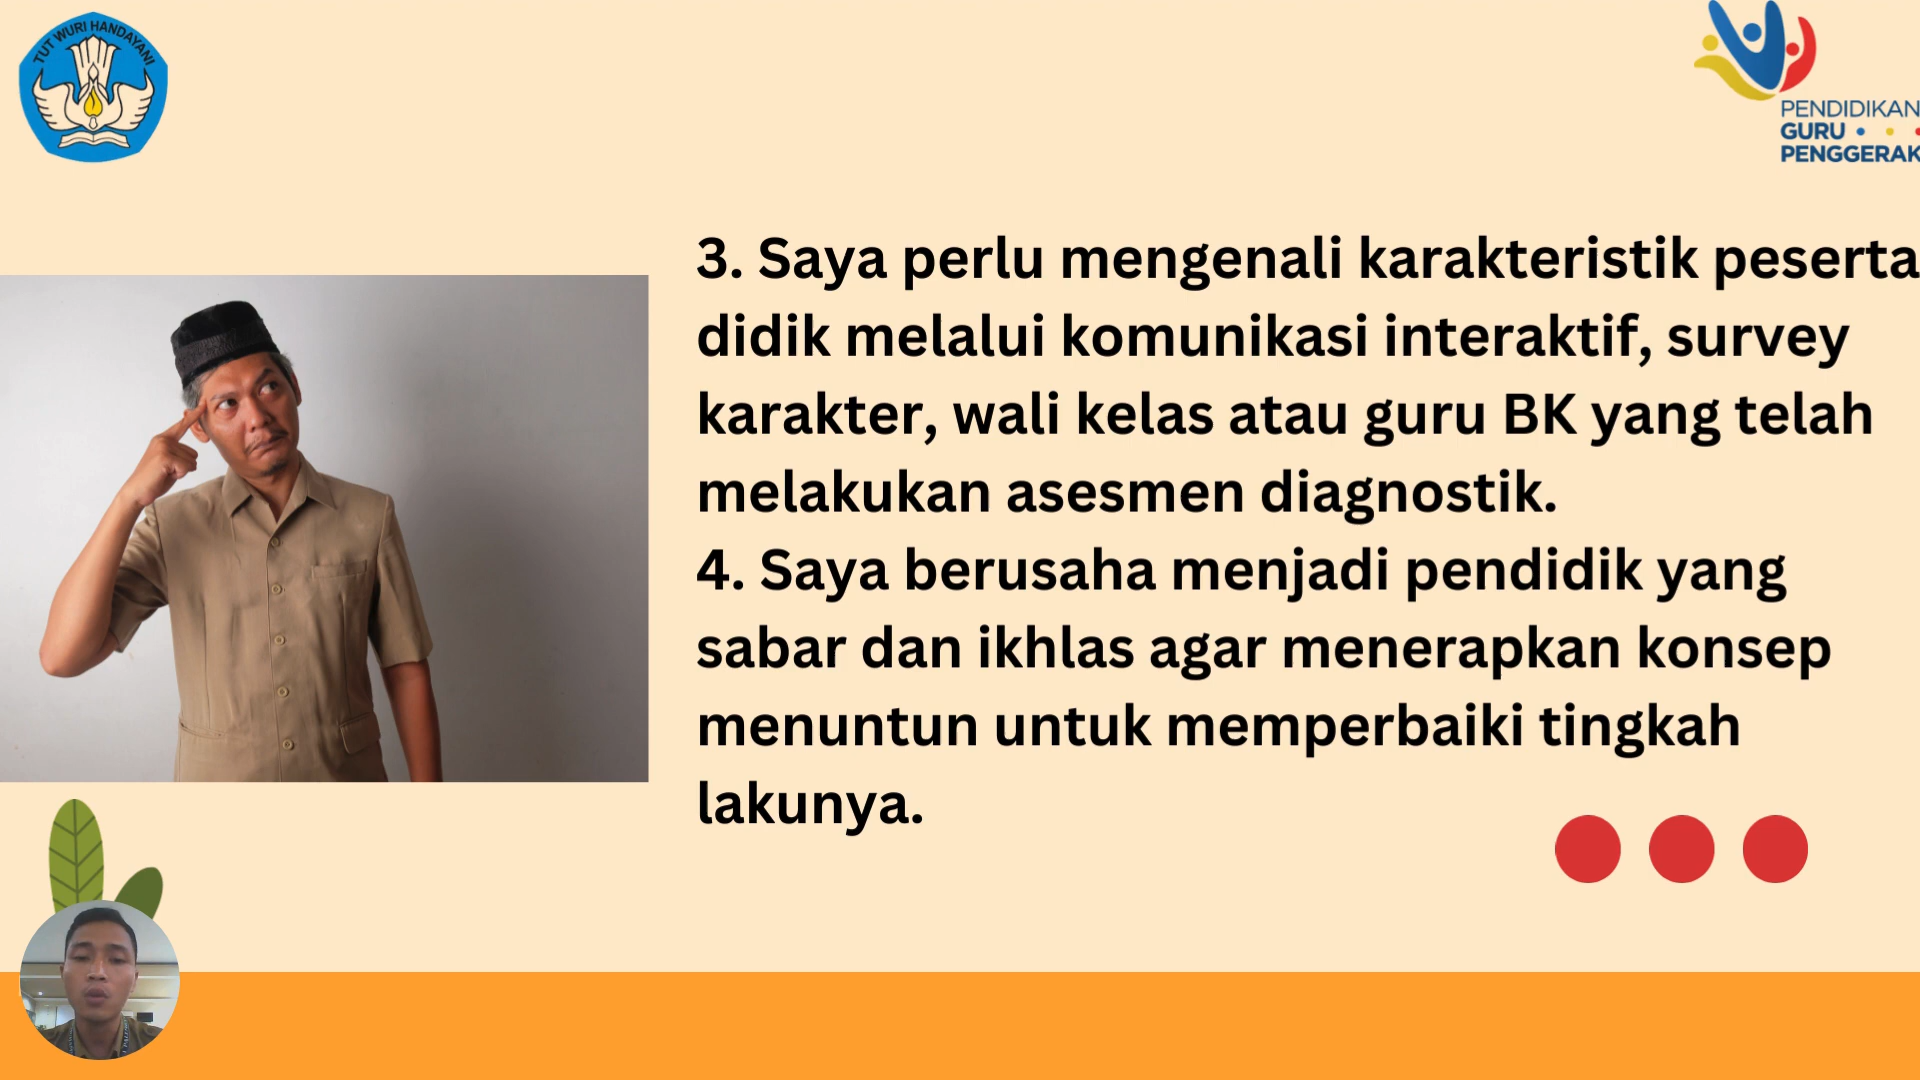 TUT WURI HANDAYANI
PENDIDIKAN
GURU
PENGGERAK
3. Saya perlu mengenali karakteristik peserta
didik melalui komunikasi interaktif, survey
karakter, wali kelas atau guru BK yang telah
melakukan asesmen diagnostik.
4. Saya berusaha menjadi pendidik yang
sabar dan ikhlas agar menerapkan konsep
menuntun untuk memperbaiki tingkah
lakunya.